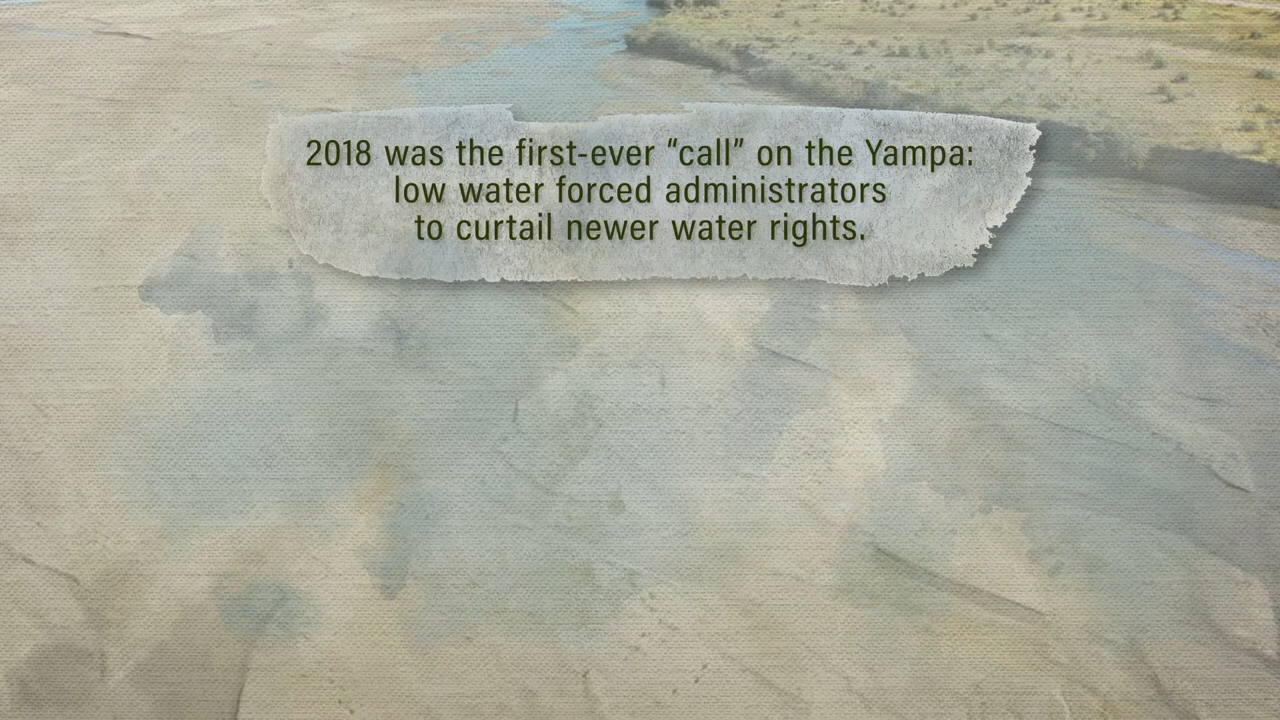 2018 was the first-ever “call” on the Yampa:
low water forced administrators
to curtail newer water rights.